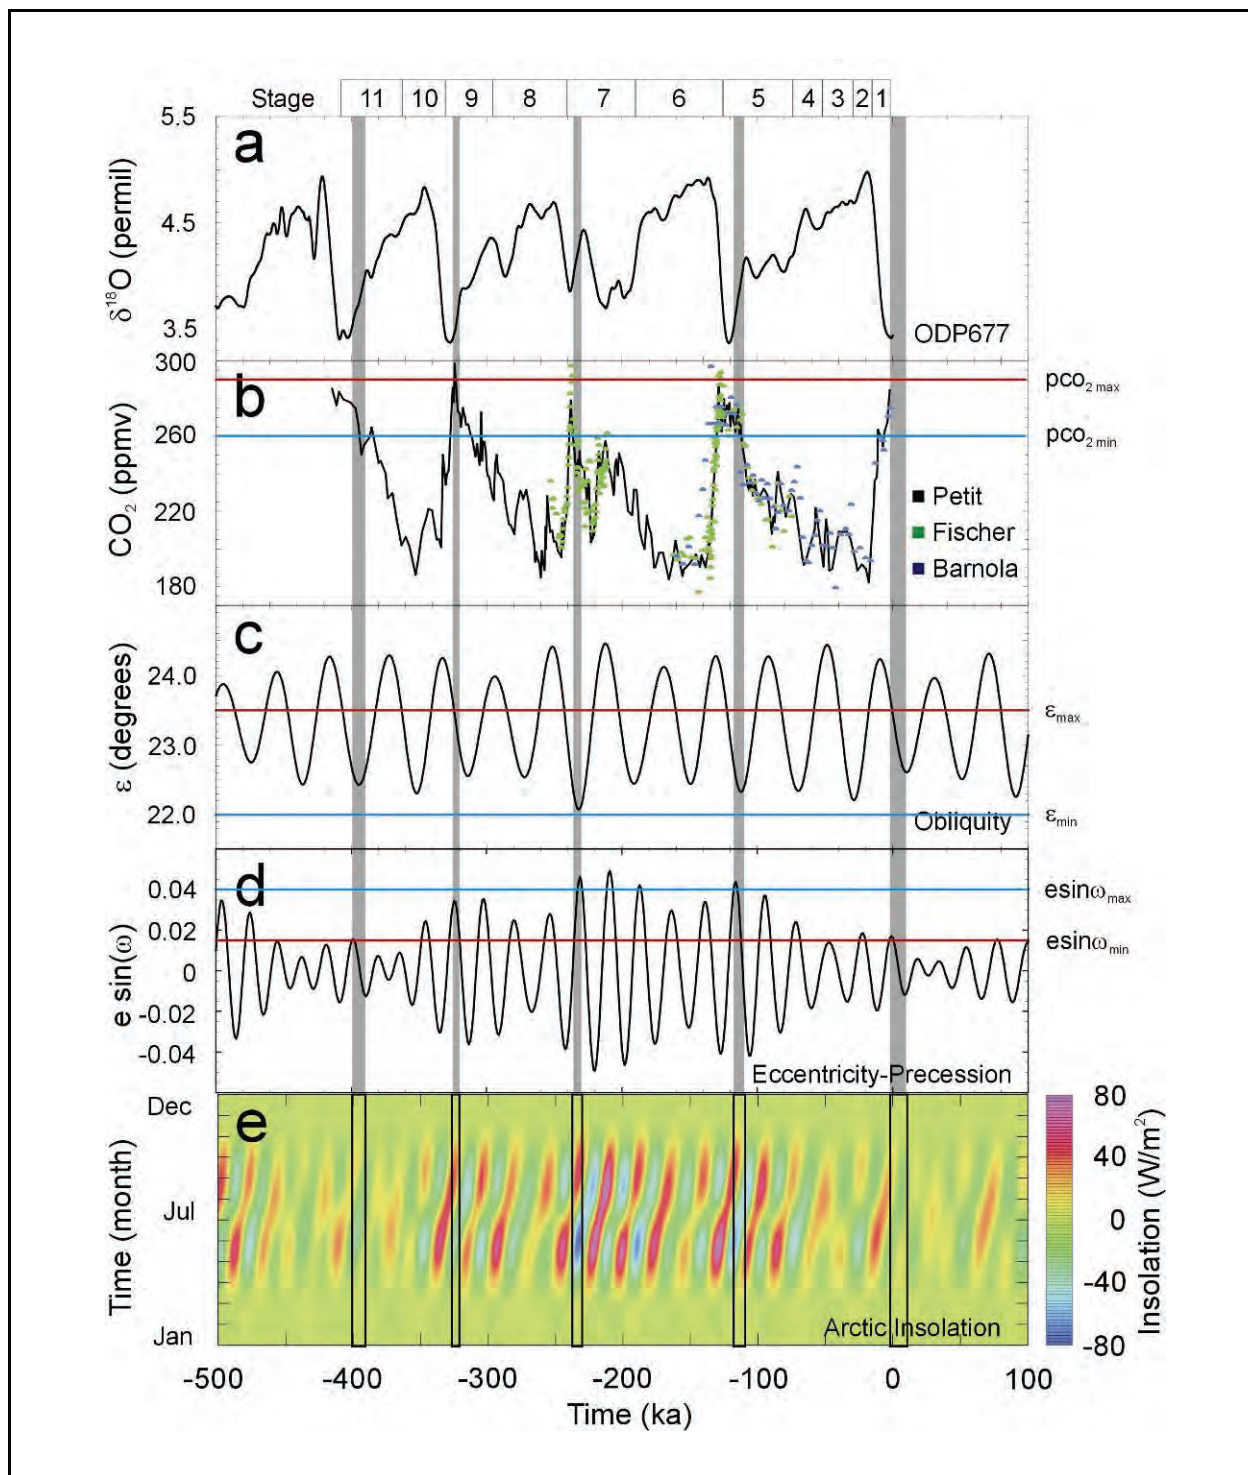 Stage 11 10 9 8 7 6 5 4 3 2 1
5.5
a
4.5
δ¹⁸O (permil)
3.5
ODP677
300
b
pco₂ max
260
pco₂ min
CO₂ (ppmv)
220
Petit
Fischer
180
Barnola
c
24.0
ε (degrees)
εmax
23.0
22.0
Obliquity
εmin
d
0.04
esinωmax
0.02
esinωmin
e sin(ω)
0
-0.02
-0.04
Eccentricity-Precession
Dec
e
80
Time (month)
40
Jul
0
Insolation (W/m²)
-40
Jan
Arctic Insolation
-80
-500 -400 -300 -200 -100 0 100
Time (ka)